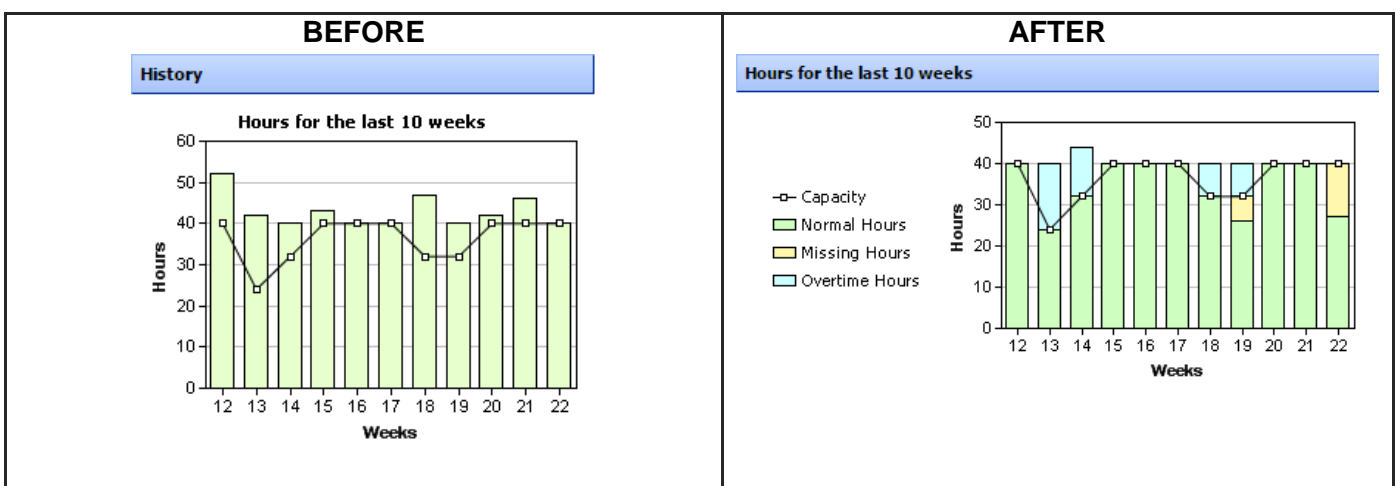 BEFORE
History
Hours for the last 10 weeks
60
50
40
30
20
10
0
Hours
12 13 14 15 16 17 18 19 20 21 22
Weeks
AFTER
Hours for the last 10 weeks
Capacity
Normal Hours
Missing Hours
Overtime Hours
50
40
30
20
10
0
Hours
12 13 14 15 16 17 18 19 20 21 22
Weeks